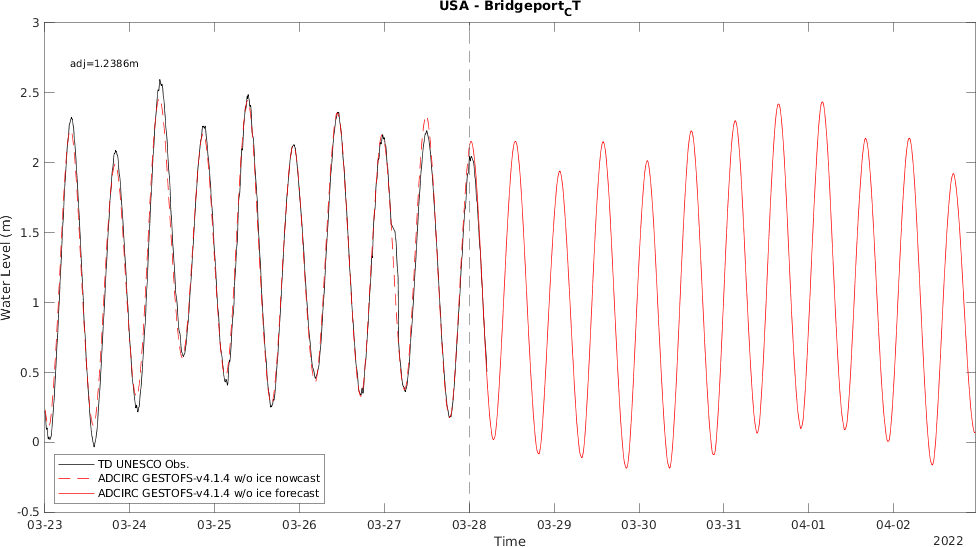 USA - Bridgeport_CT
adj=1.2386m
3
2.5
2
1.5
1
0.5
0
-0.5
Water Level (m)
TD UNESCO Obs.
ADCIRC GESTOFS-v4.1.4 w/o ice nowcast
ADCIRC GESTOFS-v4.1.4 w/o ice forecast
03-23 03-24 03-25 03-26 03-27 03-28 03-29 03-30 03-31 04-01 04-02
Time
2022